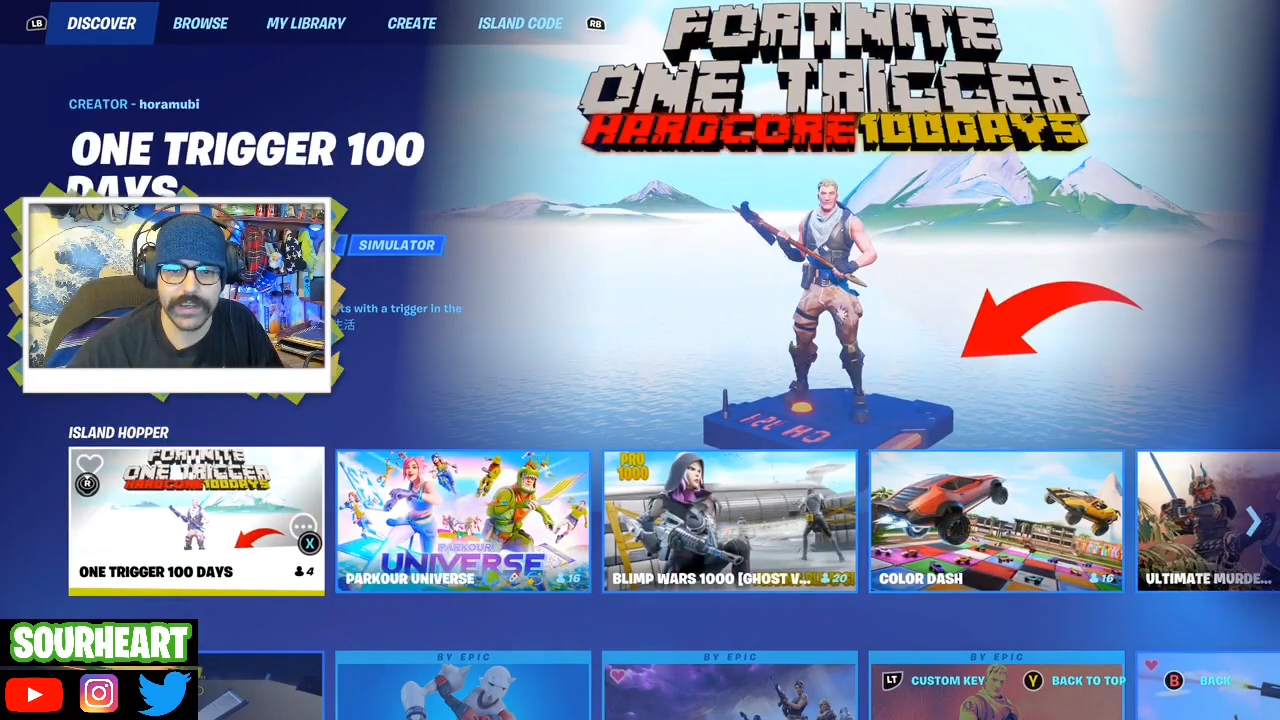 LB
DISCOVER
BROWSE
MY LIBRARY
CREATE
ISLAND CODE
RB
FORTNITE
ONE TRIGGER
HARDCORE 100DAYS
CREATOR - horamubi
ONE TRIGGER 100
DAYS
SIMULATOR
ts with a trigger in the
生活
ISLAND HOPPER
R
FORTNITE
ONE TRIGGER
HARDCORE 100DAYS
X
ONE TRIGGER 100 DAYS
4
PARKOUR
UNIVERSE
PARKOUR UNIVERSE
16
PRO
1000
BLIMP WARS 1000 [GHOST V...
20
COLOR DASH
16
ULTIMATE MURDE...
SOURHEART
BY EPIC
BY EPIC
BY EPIC
LT
CUSTOM KEY
Y
BACK TO TOP
B
BACK